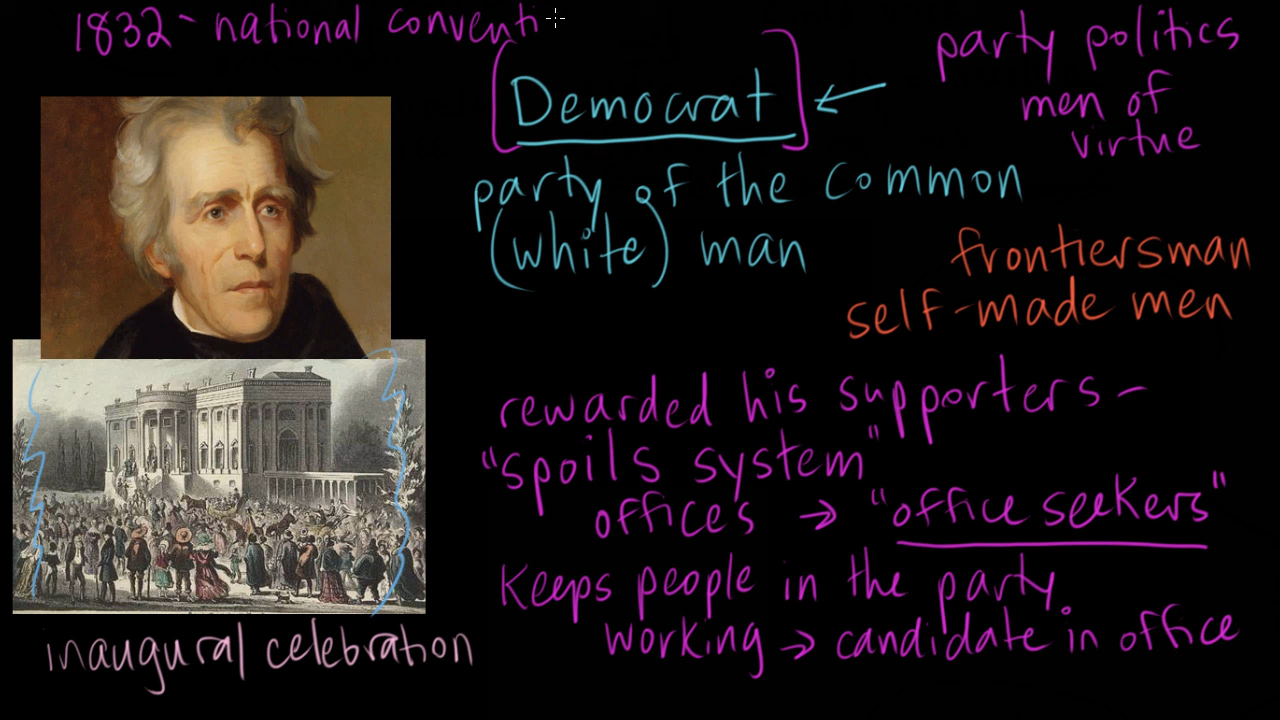 1832 - national conventi
[Democrat] ←
party politics
men of
virtue
party of the common
(white) man
frontiersman
self-made men
rewarded his supporters -
"spoils system"
offices → "office seekers"
Keeps people in the party
working → candidate in office
inaugural celebration